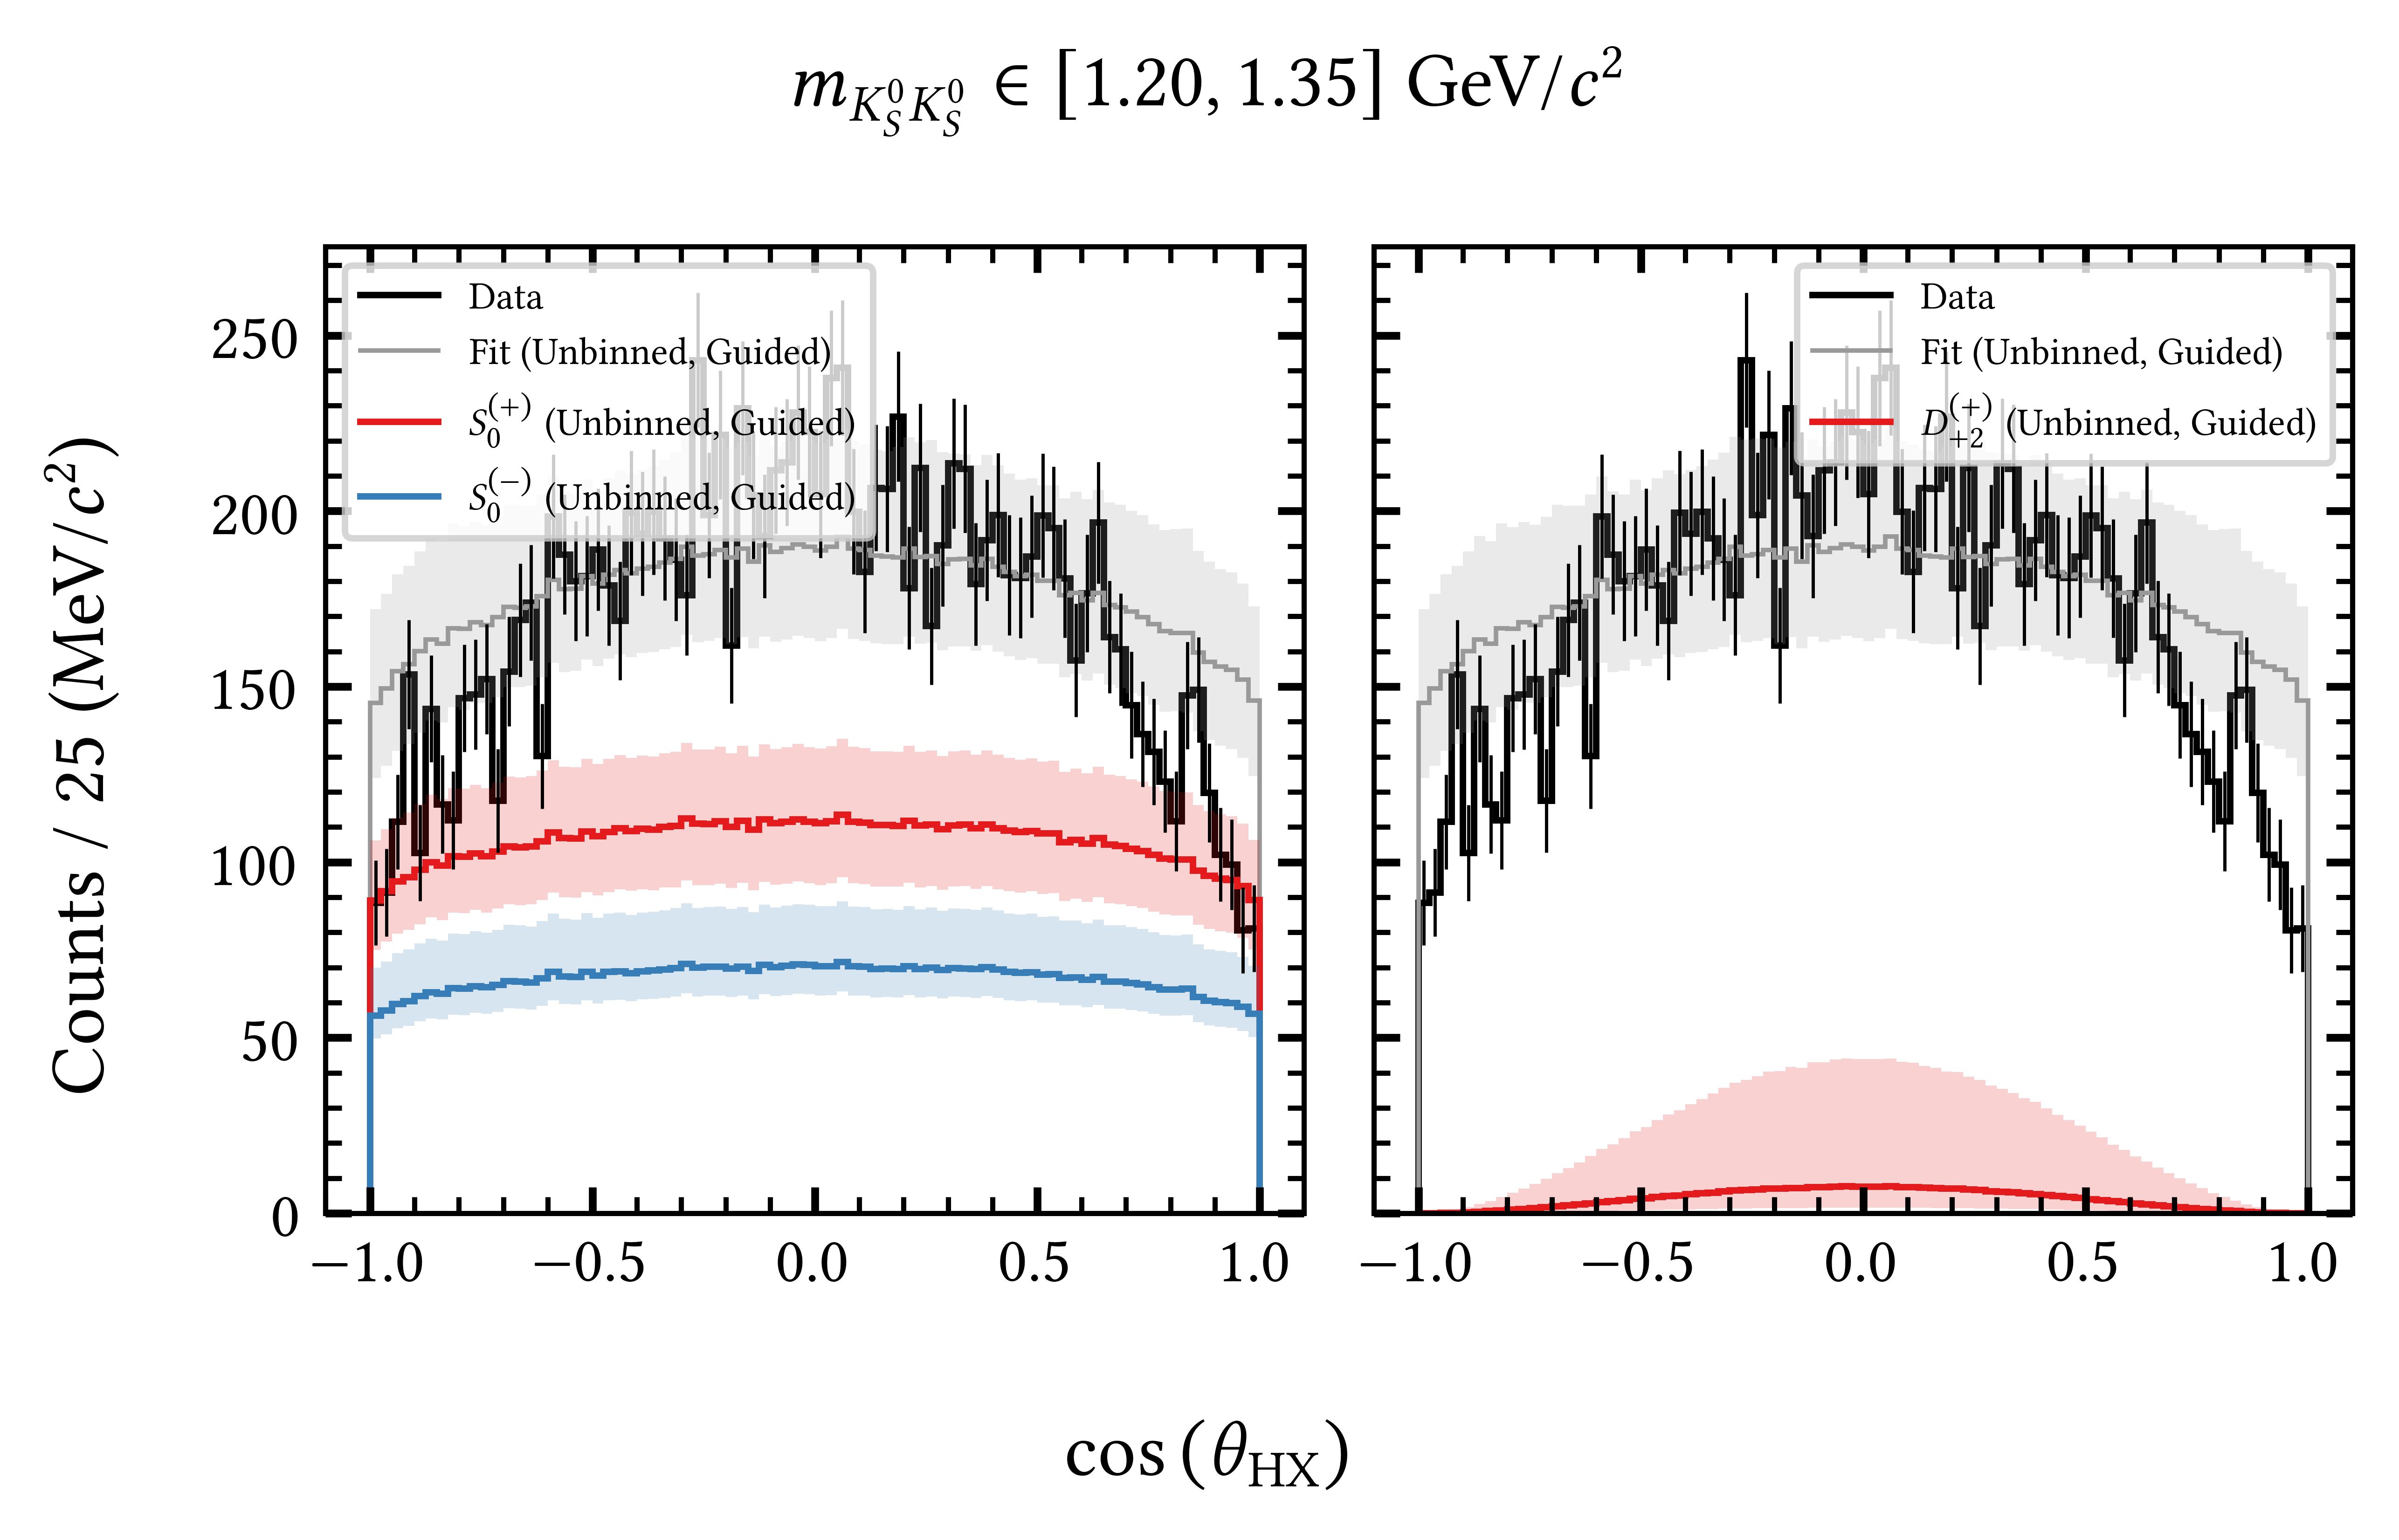 m_{K_S^0 K_S^0} ∈ [1.20, 1.35] GeV/c²
Counts / 25 (MeV/c²)
250
200
150
100
50
0
Data
Fit (Unbinned, Guided)
S_0^{(+)} (Unbinned, Guided)
S_0^{(−)} (Unbinned, Guided)
−1.0 −0.5 0.0 0.5 1.0
Data
Fit (Unbinned, Guided)
D_{+2}^{(+)} (Unbinned, Guided)
−1.0 −0.5 0.0 0.5 1.0
cos (θ_{HX})